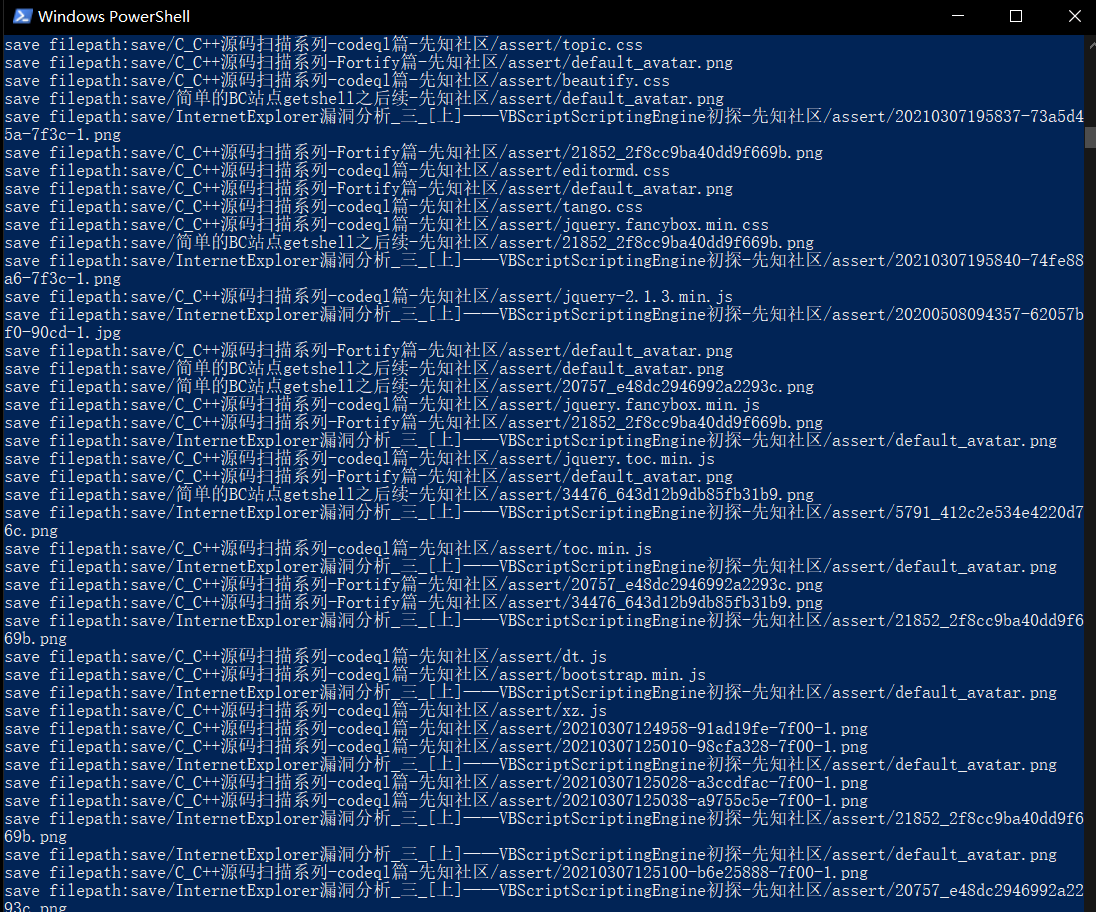 Windows PowerShell
save filepath:save/C_C++源码扫描系列-codeql篇-先知社区/assert/topic.css
save filepath:save/C_C++源码扫描系列-Fortify篇-先知社区/assert/default_avatar.png
save filepath:save/C_C++源码扫描系列-codeql篇-先知社区/assert/beautify.css
save filepath:save/简单的BC站点getshell之后续-先知社区/assert/default_avatar.png
save filepath:save/InternetExplorer漏洞分析_三_[上]——VBScriptScriptingEngine初探-先知社区/assert/20210307195837-73a5d4
5a-7f3c-1.png
save filepath:save/C_C++源码扫描系列-Fortify篇-先知社区/assert/21852_2f8cc9ba40dd9f669b.png
save filepath:save/C_C++源码扫描系列-codeql篇-先知社区/assert/editormd.css
save filepath:save/C_C++源码扫描系列-Fortify篇-先知社区/assert/default_avatar.png
save filepath:save/C_C++源码扫描系列-codeql篇-先知社区/assert/tango.css
save filepath:save/C_C++源码扫描系列-codeql篇-先知社区/assert/jquery.fancybox.min.css
save filepath:save/简单的BC站点getshell之后续-先知社区/assert/21852_2f8cc9ba40dd9f669b.png
save filepath:save/InternetExplorer漏洞分析_三_[上]——VBScriptScriptingEngine初探-先知社区/assert/20210307195840-74fe88
a6-7f3c-1.png
save filepath:save/C_C++源码扫描系列-codeql篇-先知社区/assert/jquery-2.1.3.min.js
save filepath:save/InternetExplorer漏洞分析_三_[上]——VBScriptScriptingEngine初探-先知社区/assert/20200508094357-62057b
f0-90cd-1.jpg
save filepath:save/C_C++源码扫描系列-Fortify篇-先知社区/assert/default_avatar.png
save filepath:save/简单的BC站点getshell之后续-先知社区/assert/default_avatar.png
save filepath:save/简单的BC站点getshell之后续-先知社区/assert/20757_e48dc2946992a2293c.png
save filepath:save/C_C++源码扫描系列-codeql篇-先知社区/assert/jquery.fancybox.min.js
save filepath:save/C_C++源码扫描系列-Fortify篇-先知社区/assert/21852_2f8cc9ba40dd9f669b.png
save filepath:save/InternetExplorer漏洞分析_三_[上]——VBScriptScriptingEngine初探-先知社区/assert/default_avatar.png
save filepath:save/C_C++源码扫描系列-codeql篇-先知社区/assert/jquery.toc.min.js
save filepath:save/C_C++源码扫描系列-Fortify篇-先知社区/assert/default_avatar.png
save filepath:save/简单的BC站点getshell之后续-先知社区/assert/34476_643d12b9db85fb31b9.png
save filepath:save/InternetExplorer漏洞分析_三_[上]——VBScriptScriptingEngine初探-先知社区/assert/5791_412c2e534e4220d7
6c.png
save filepath:save/C_C++源码扫描系列-codeql篇-先知社区/assert/toc.min.js
save filepath:save/InternetExplorer漏洞分析_三_[上]——VBScriptScriptingEngine初探-先知社区/assert/default_avatar.png
save filepath:save/C_C++源码扫描系列-Fortify篇-先知社区/assert/20757_e48dc2946992a2293c.png
save filepath:save/C_C++源码扫描系列-Fortify篇-先知社区/assert/34476_643d12b9db85fb31b9.png
save filepath:save/InternetExplorer漏洞分析_三_[上]——VBScriptScriptingEngine初探-先知社区/assert/21852_2f8cc9ba40dd9f6
69b.png
save filepath:save/C_C++源码扫描系列-codeql篇-先知社区/assert/dt.js
save filepath:save/C_C++源码扫描系列-codeql篇-先知社区/assert/bootstrap.min.js
save filepath:save/InternetExplorer漏洞分析_三_[上]——VBScriptScriptingEngine初探-先知社区/assert/default_avatar.png
save filepath:save/C_C++源码扫描系列-codeql篇-先知社区/assert/xz.js
save filepath:save/C_C++源码扫描系列-codeql篇-先知社区/assert/20210307124958-91ad19fe-7f00-1.png
save filepath:save/C_C++源码扫描系列-codeql篇-先知社区/assert/20210307125010-98cfa328-7f00-1.png
save filepath:save/InternetExplorer漏洞分析_三_[上]——VBScriptScriptingEngine初探-先知社区/assert/default_avatar.png
save filepath:save/C_C++源码扫描系列-codeql篇-先知社区/assert/20210307125028-a3ccdfac-7f00-1.png
save filepath:save/C_C++源码扫描系列-codeql篇-先知社区/assert/20210307125038-a9755c5e-7f00-1.png
save filepath:save/InternetExplorer漏洞分析_三_[上]——VBScriptScriptingEngine初探-先知社区/assert/21852_2f8cc9ba40dd9f6
69b.png
save filepath:save/InternetExplorer漏洞分析_三_[上]——VBScriptScriptingEngine初探-先知社区/assert/default_avatar.png
save filepath:save/C_C++源码扫描系列-codeql篇-先知社区/assert/20210307125100-b6e25888-7f00-1.png
save filepath:save/InternetExplorer漏洞分析_三_[上]——VBScriptScriptingEngine初探-先知社区/assert/20757_e48dc2946992a22
93c.png